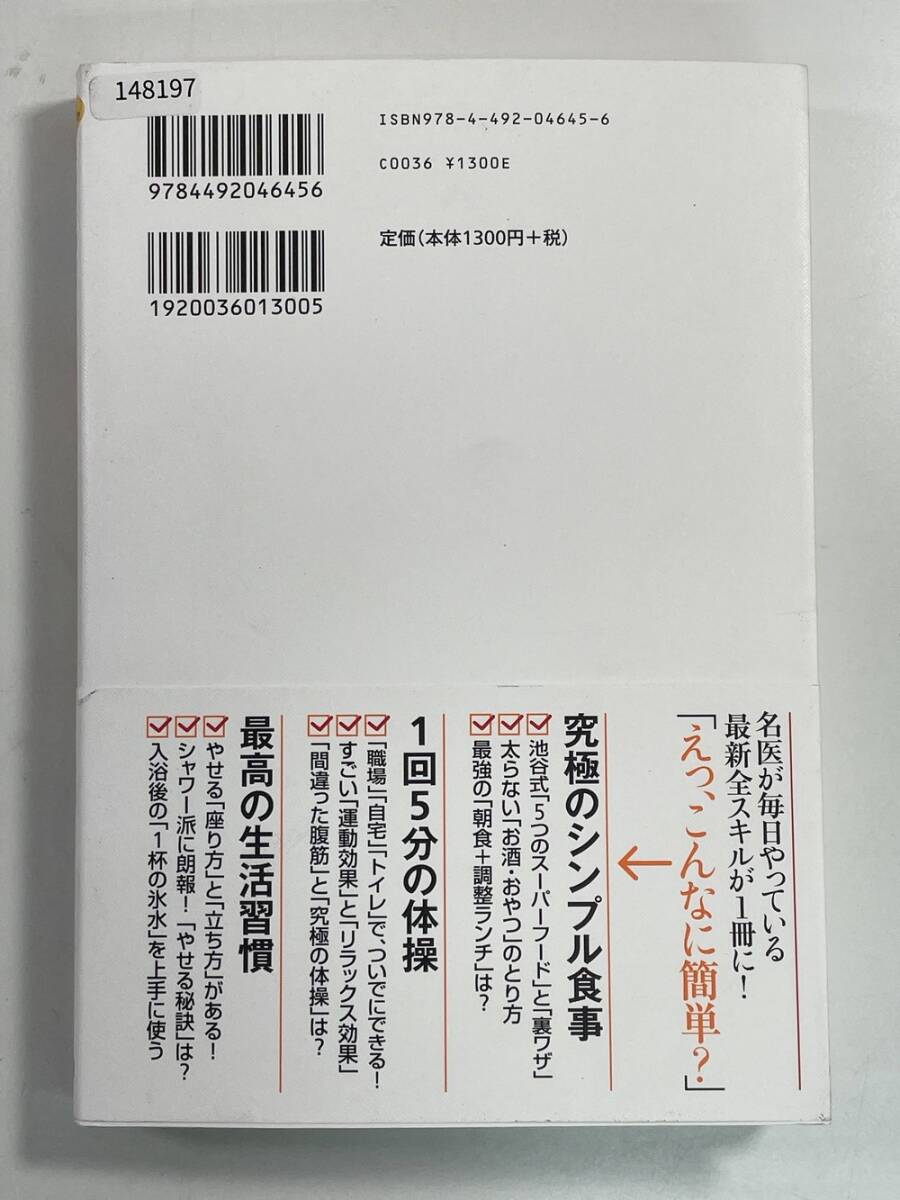 148197
ISBN978-4-492-04645-6
C0036 ¥1300E
9784492046456
定価(本体1300円+税)
1920036013005
名医が毎日やっている
最新全スキルが1冊に!
「えっ、こんなに簡単?」
究極のシンプル食事
池谷式「5つのスーパーフード」と「裏ワザ」
太らない「お酒・おやつ」のとり方
最強の「朝食+調整ランチ」は?
1回5分の体操
「職場」「自宅」「トイレ」で、ついでにできる!
すごい「運動効果」と「リラックス効果」
「間違った腹筋」と「究極の体操」は?
最高の生活習慣
やせる「座り方」と「立ち方」がある!
シャワー派に朗報!「やせる秘訣」は?
入浴後の「1杯の氷水」を上手に使う